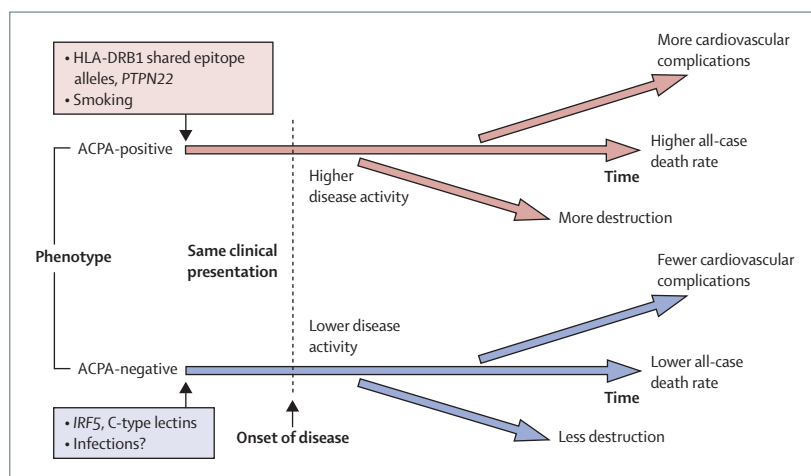 • HLA-DRB1 shared epitope
alleles, PTPN22
• Smoking
More cardiovascular
complications
ACPA-positive
Higher all-case
death rate
Time
Higher
disease activity
More destruction
Phenotype
Same clinical
presentation
Fewer cardiovascular
complications
Lower disease
activity
ACPA-negative
Lower all-case
death rate
Time
• IRF5, C-type lectins
• Infections?
Onset of disease
Less destruction